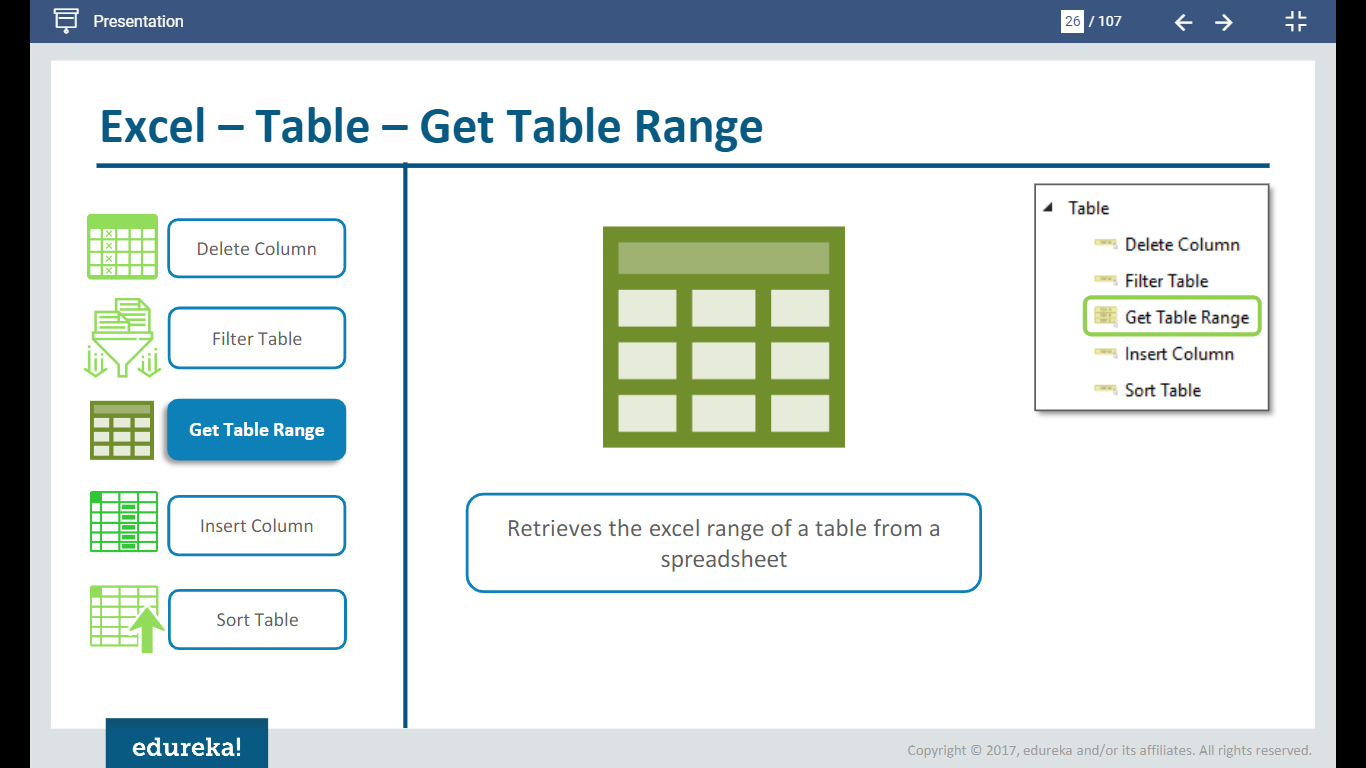 Presentation
26 / 107
Excel – Table – Get Table Range
Delete Column
Filter Table
Get Table Range
Insert Column
Sort Table
Retrieves the excel range of a table from a
spreadsheet
Table
Delete Column
Filter Table
Get Table Range
Insert Column
Sort Table
edureka!
Copyright © 2017, edureka and/or its affiliates. All rights reserved.